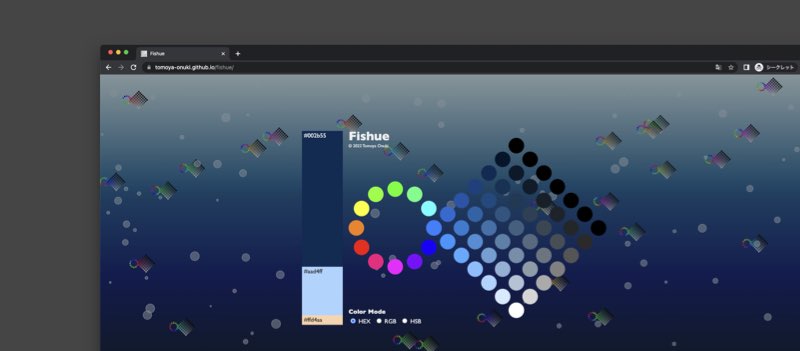 Fishue
tomoya-onuki.github.io/fishue/
シークレット
#002b55
Fishue
© 2022 Tomoya Onuki
#aad4ff
#ffd4aa
Color Mode
HEX RGB HSB